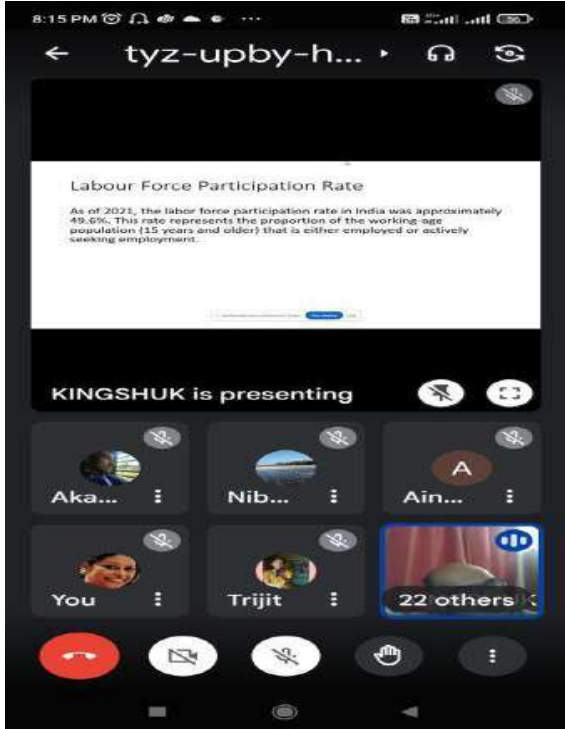 8:15 PM
56
tyz-upby-h...
Labour Force Participation Rate
As of 2021, the labor force participation rate in India was approximately
49.6%. This rate represents the proportion of the working-age
population (15 years and older) that is either employed or actively
seeking employment.
KINGSHUK is presenting
Aka...
Nib...
A
Ain...
You
Trijit
22 others